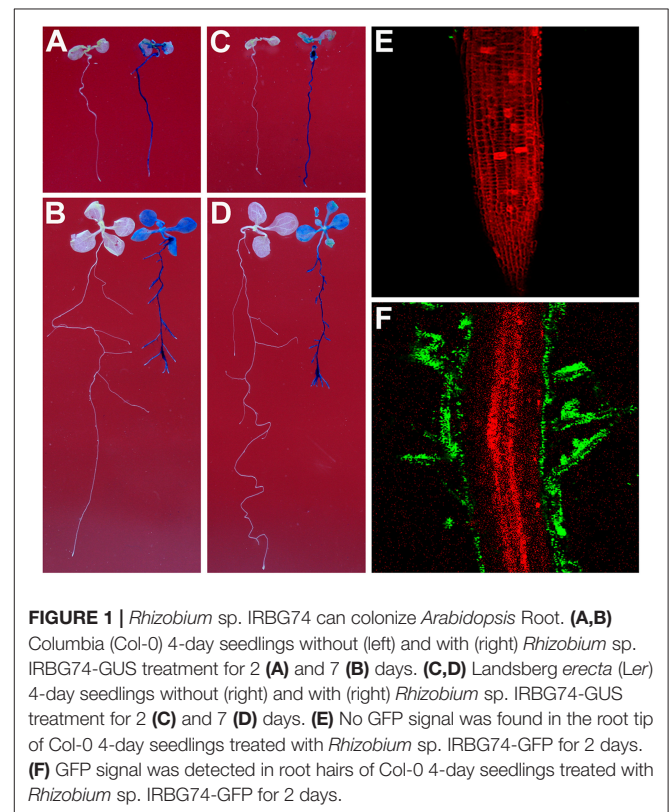 A
C
E
B
D
F
FIGURE 1 | Rhizobium sp. IRBG74 can colonize Arabidopsis Root. (A,B)
Columbia (Col-0) 4-day seedlings without (left) and with (right) Rhizobium sp.
IRBG74-GUS treatment for 2 (A) and 7 (B) days. (C,D) Landsberg erecta (Ler)
4-day seedlings without (right) and with (right) Rhizobium sp. IRBG74-GUS
treatment for 2 (C) and 7 (D) days. (E) No GFP signal was found in the root tip
of Col-0 4-day seedlings treated with Rhizobium sp. IRBG74-GFP for 2 days.
(F) GFP signal was detected in root hairs of Col-0 4-day seedlings treated with
Rhizobium sp. IRBG74-GFP for 2 days.